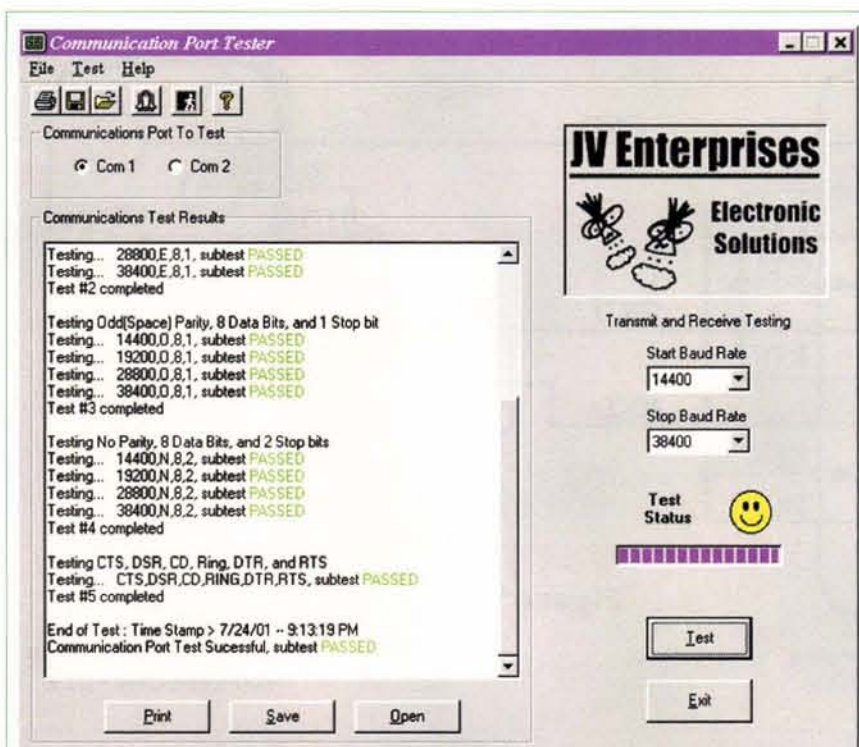 Communication Port Tester
File Test Help
Communications Port To Test
Com 1 Com 2
Communications Test Results
Testing... 28800,E,8,1, subtest PASSED
Testing... 38400,E,8,1, subtest PASSED
Test #2 completed
Testing Odd(Space) Parity, 8 Data Bits, and 1 Stop bit
Testing... 14400,O,8,1, subtest PASSED
Testing... 19200,O,8,1, subtest PASSED
Testing... 28800,O,8,1, subtest PASSED
Testing... 38400,O,8,1, subtest PASSED
Test #3 completed
Testing No Parity, 8 Data Bits, and 2 Stop bits
Testing... 14400,N,8,2, subtest PASSED
Testing... 19200,N,8,2, subtest PASSED
Testing... 28800,N,8,2, subtest PASSED
Testing... 38400,N,8,2, subtest PASSED
Test #4 completed
Testing CTS, DSR, CD, Ring, DTR, and RTS
Testing... CTS,DSR,CD,RING,DTR,RTS, subtest PASSED
Test #5 completed
End of Test : Time Stamp > 7/24/01 -- 9:13:19 PM
Communication Port Test Sucessful, subtest PASSED
Print Save Open
JV Enterprises
Electronic
Solutions
Transmit and Receive Testing
Start Baud Rate
14400
Stop Baud Rate
38400
Test
Status
Test
Exit